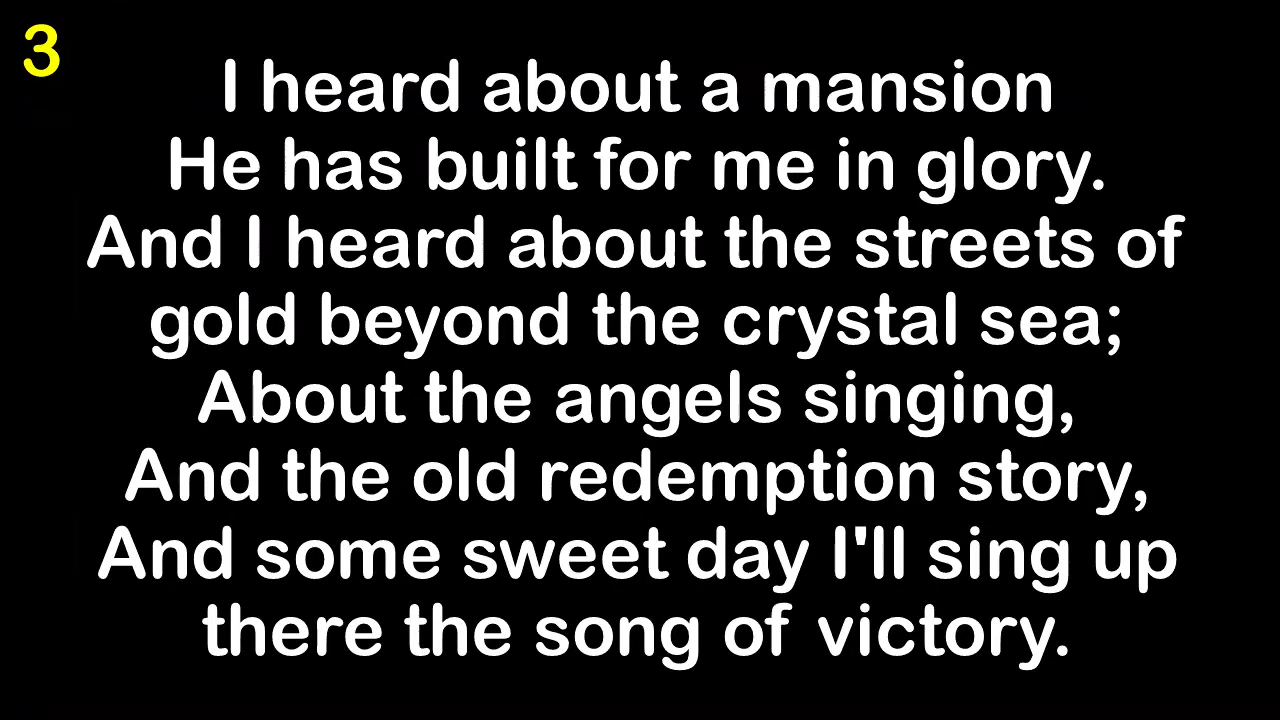 3
I heard about a mansion
He has built for me in glory.
And I heard about the streets of
gold beyond the crystal sea;
About the angels singing,
And the old redemption story,
And some sweet day I'll sing up
there the song of victory.